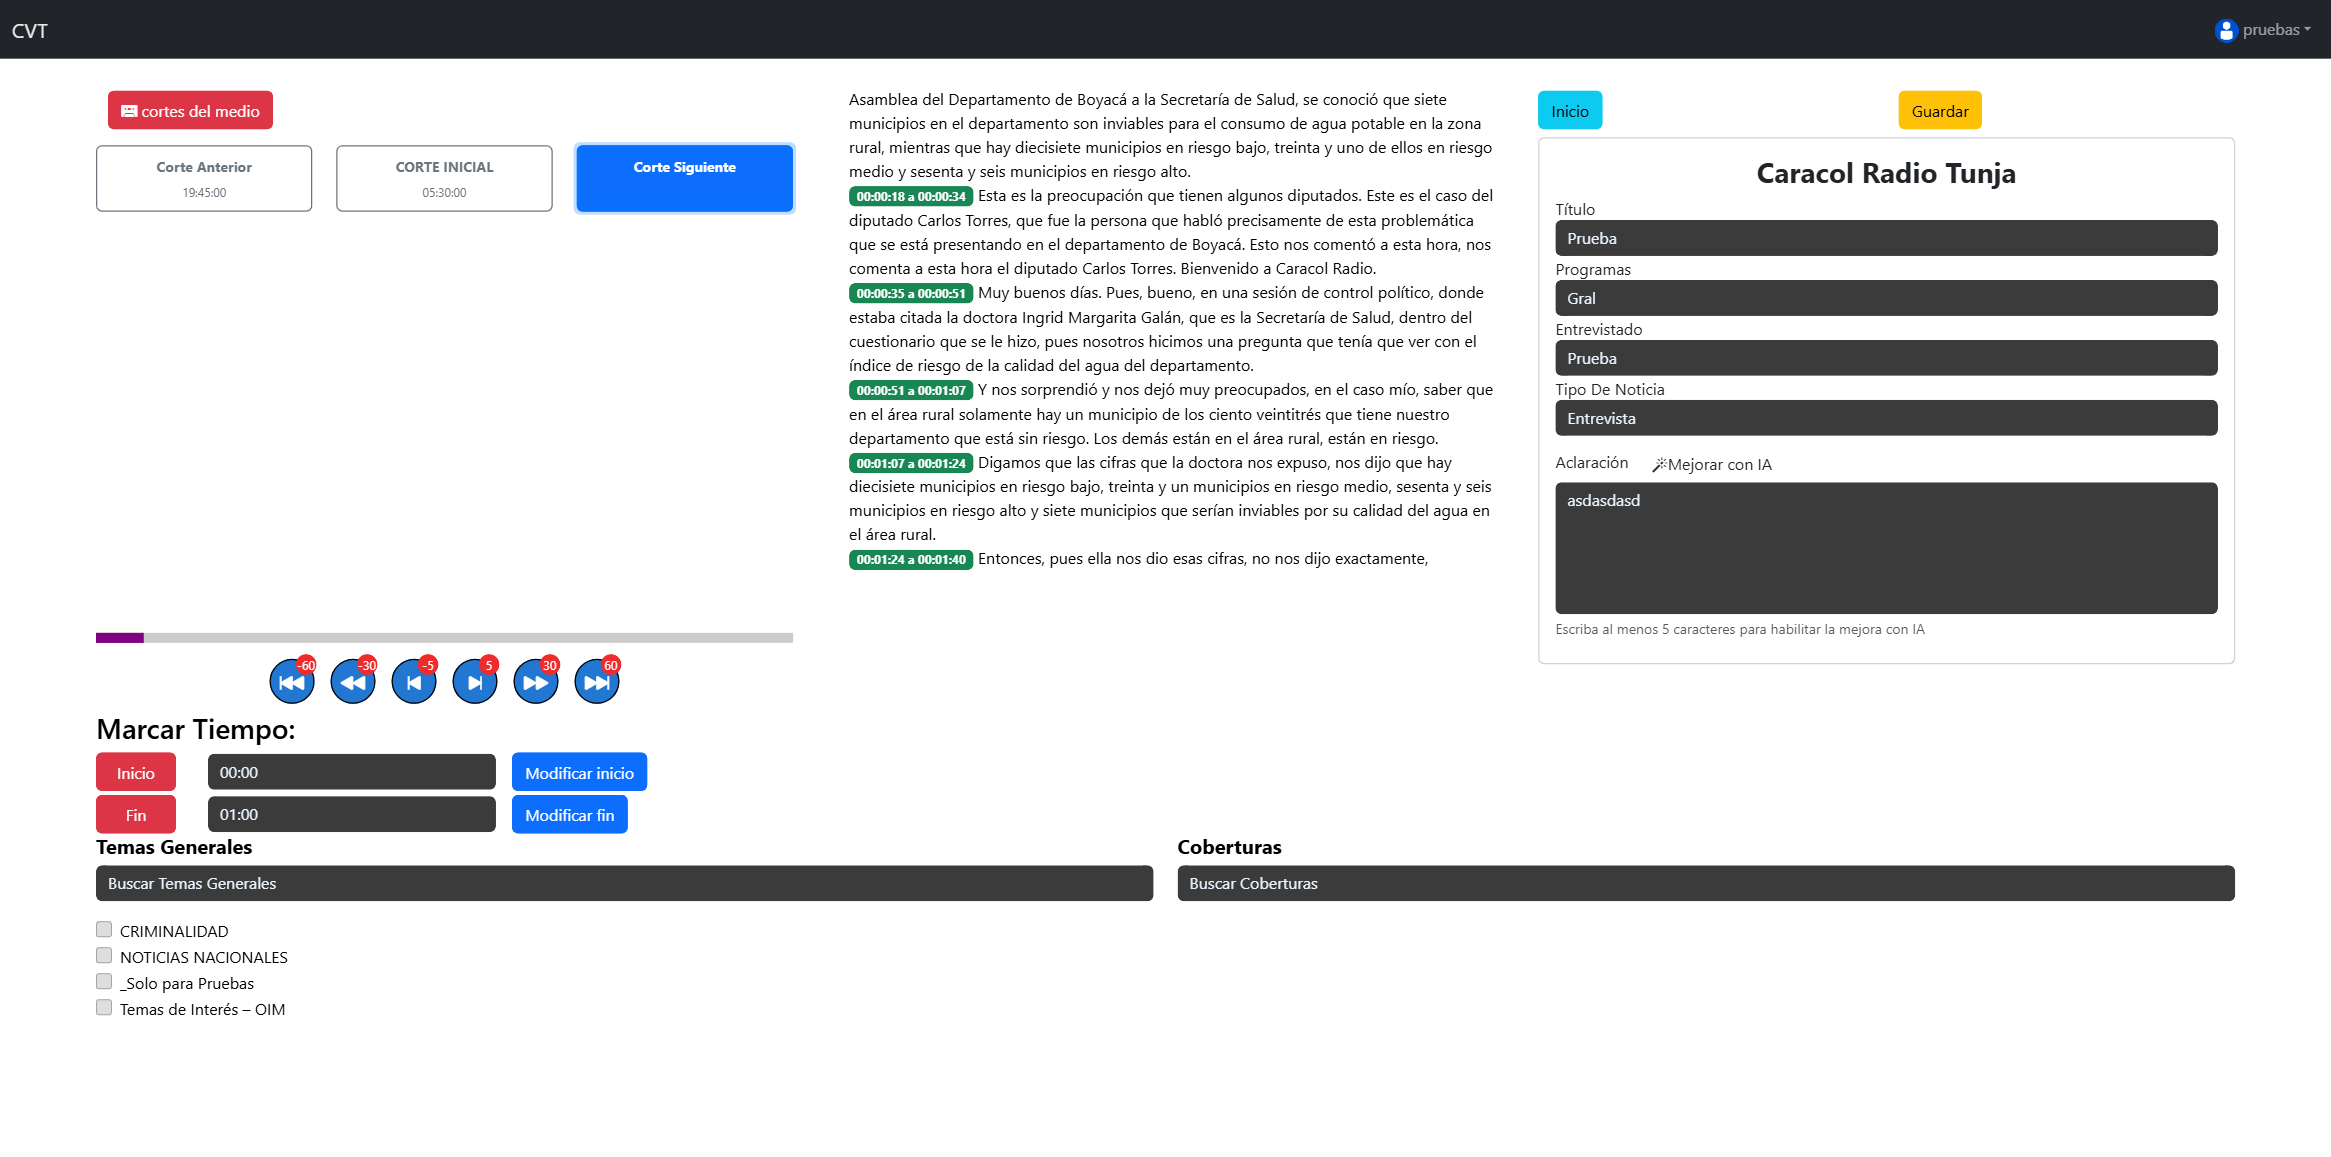 CVT
pruebas
cortes del medio
Corte Anterior
19:45:00
CORTE INICIAL
05:30:00
Corte Siguiente
-60
-30
-5
5
30
60
Marcar Tiempo:
Inicio
00:00
Modificar inicio
Fin
01:00
Modificar fin
Asamblea del Departamento de Boyacá a la Secretaría de Salud, se conoció que siete
municipios en el departamento son inviables para el consumo de agua potable en la zona
rural, mientras que hay diecisiete municipios en riesgo bajo, treinta y uno de ellos en riesgo
medio y sesenta y seis municipios en riesgo alto.
00:00:18 a 00:00:34 Esta es la preocupación que tienen algunos diputados. Este es el caso del
diputado Carlos Torres, que fue la persona que habló precisamente de esta problemática
que se está presentando en el departamento de Boyacá. Esto nos comentó a esta hora, nos
comenta a esta hora el diputado Carlos Torres. Bienvenido a Caracol Radio.
00:00:35 a 00:00:51 Muy buenos días. Pues, bueno, en una sesión de control político, donde
estaba citada la doctora Ingrid Margarita Galán, que es la Secretaría de Salud, dentro del
cuestionario que se le hizo, pues nosotros hicimos una pregunta que tenía que ver con el
índice de riesgo de la calidad del agua del departamento.
00:00:51 a 00:01:07 Y nos sorprendió y nos dejó muy preocupados, en el caso mío, saber que
en el área rural solamente hay un municipio de los ciento veintitrés que tiene nuestro
departamento que está sin riesgo. Los demás están en el área rural, están en riesgo.
00:01:07 a 00:01:24 Digamos que las cifras que la doctora nos expuso, nos dijo que hay
diecisiete municipios en riesgo bajo, treinta y un municipios en riesgo medio, sesenta y seis
municipios en riesgo alto y siete municipios que serían inviables por su calidad del agua en
el área rural.
00:01:24 a 00:01:40 Entonces, pues ella nos dio esas cifras, no nos dijo exactamente,
Inicio
Guardar
Caracol Radio Tunja
Título
Prueba
Programas
Gral
Entrevistado
Prueba
Tipo De Noticia
Entrevista
Aclaración
Mejorar con IA
asdasdasd
Escriba al menos 5 caracteres para habilitar la mejora con IA
Temas Generales
Buscar Temas Generales
CRIMINALIDAD
NOTICIAS NACIONALES
_Solo para Pruebas
Temas de Interés – OIM
Coberturas
Buscar Coberturas